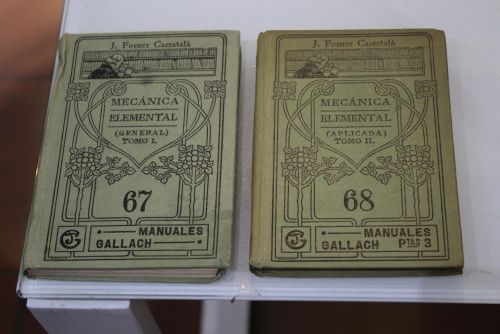 J. Forner Carratalá
MECÁNICA
ELEMENTAL
(GENERAL)
TOMO I.
67
MANUALES
GALLACH
J. Forner Carratalá
MECÁNICA
ELEMENTAL
(APLICADA)
TOMO II.
68
MANUALES
GALLACH PTAS 3